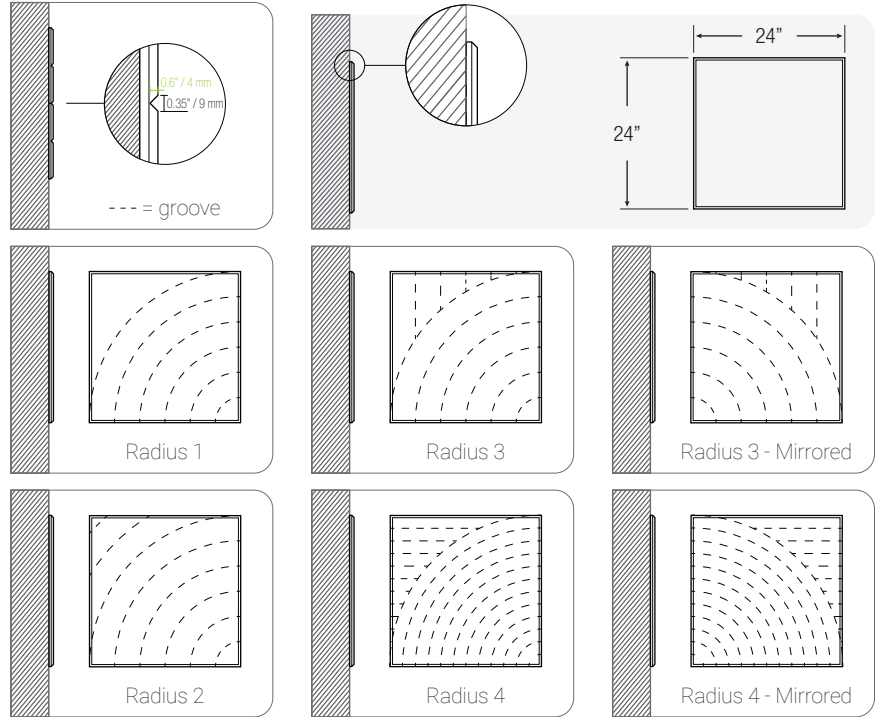 0.6” / 4 mm
0.35” / 9 mm
--- = groove
24”
24”
Radius 1
Radius 3
Radius 3 - Mirrored
Radius 2
Radius 4
Radius 4 - Mirrored